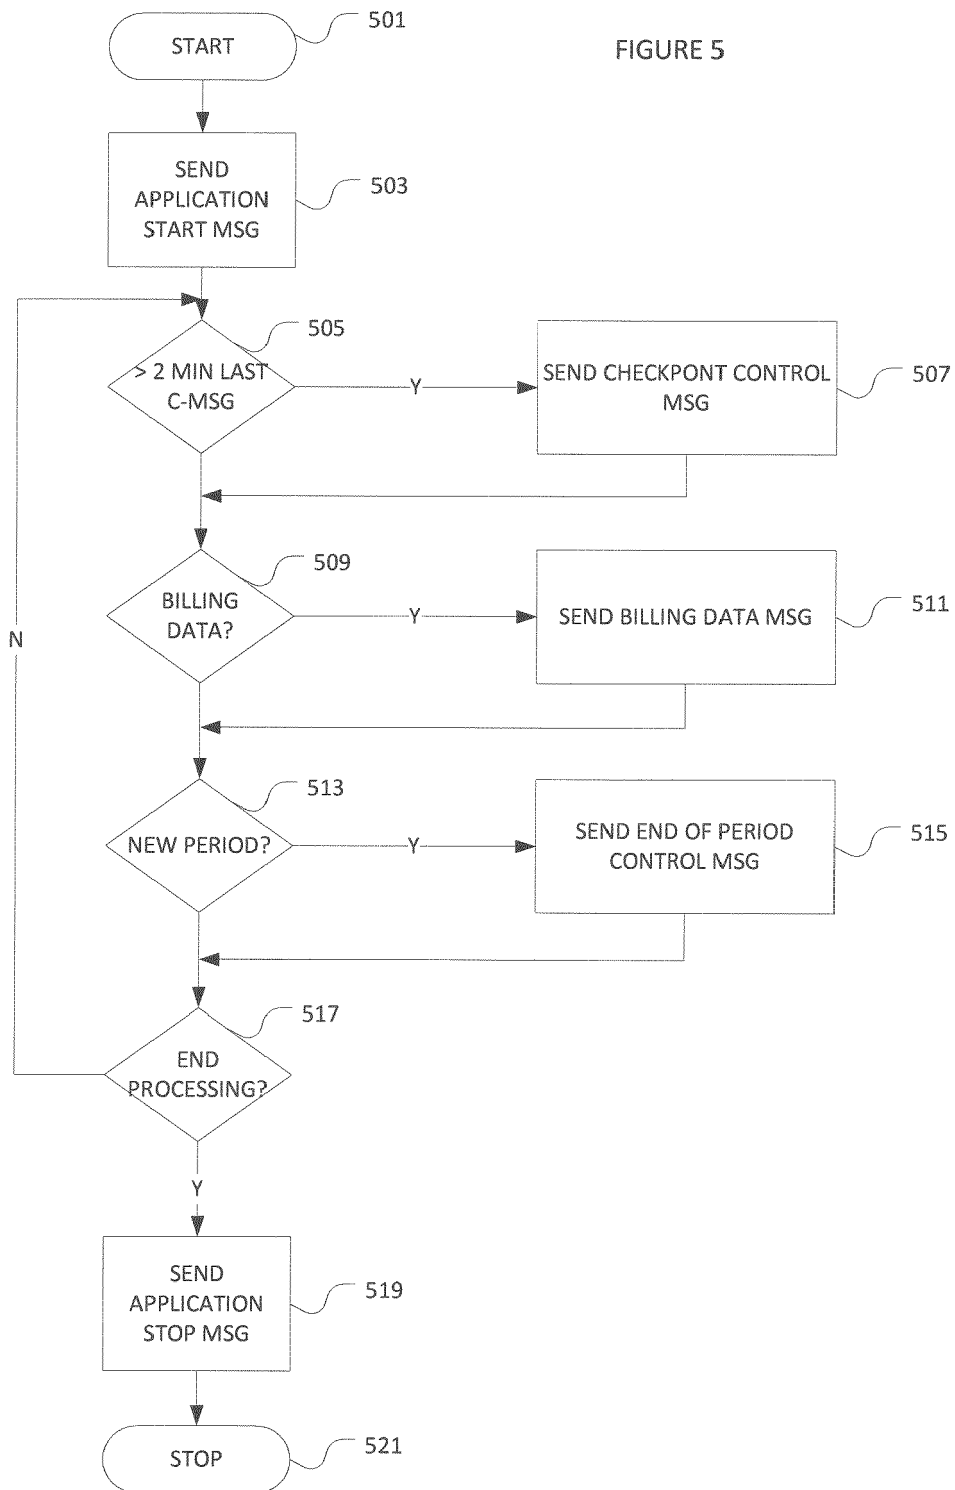 501
START
FIGURE 5
SEND
APPLICATION
START MSG
503
505
> 2 MIN LAST
C-MSG
Y
SEND CHECKPONT CONTROL
MSG
507
509
BILLING
DATA?
Y
SEND BILLING DATA MSG
511
N
513
NEW PERIOD?
Y
SEND END OF PERIOD
CONTROL MSG
515
517
END
PROCESSING?
Y
SEND
APPLICATION
STOP MSG
519
STOP
521